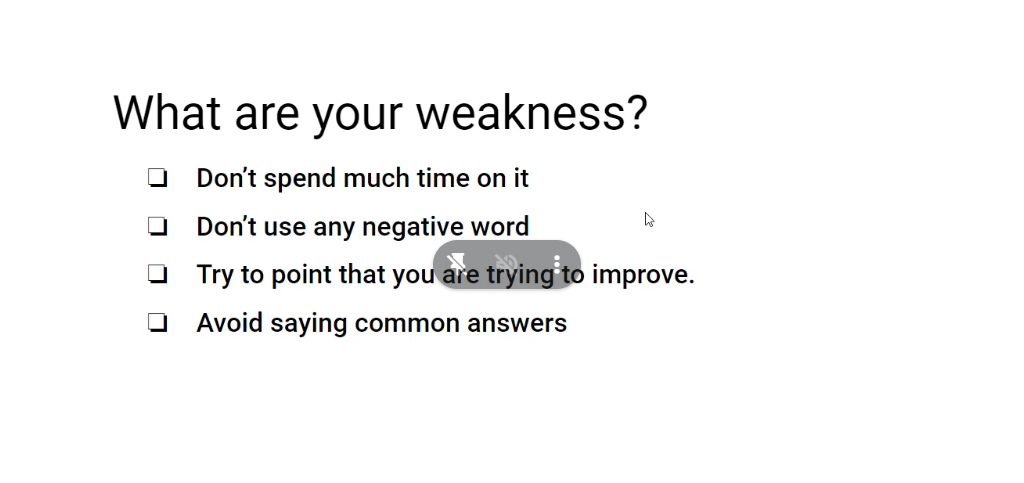 What are your weakness?
Don't spend much time on it
Don't use any negative word
Try to point that you are trying to improve.
Avoid saying common answers